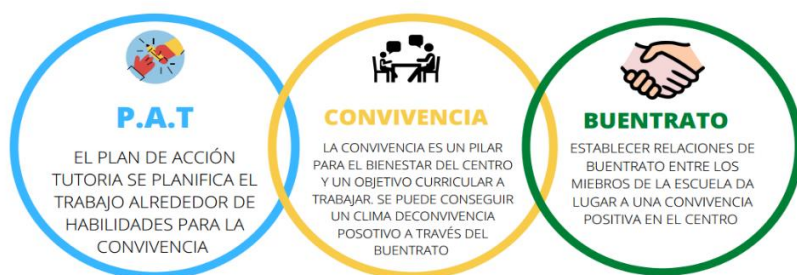 P.A.T
EL PLAN DE ACCIÓN
TUTORIA SE PLANIFICA EL
TRABAJO ALREDEDOR DE
HABILIDADES PARA LA
CONVIVENCIA
CONVIVENCIA
LA CONVIVENCIA ES UN PILAR
PARA EL BIENESTAR DEL CENTRO
Y UN OBJETIVO CURRICULAR A
TRABAJAR. SE PUEDE CONSEGUIR
UN CLIMA DECONVIVENCIA
POSOTIVO A TRAVÉS DEL
BUENTRATO
BUENTRATO
ESTABLECER RELACIONES DE
BUENTRATO ENTRE LOS
MIEBROS DE LA ESCUELA DA
LUGAR A UNA CONVIVENCIA
POSITIVA EN EL CENTRO